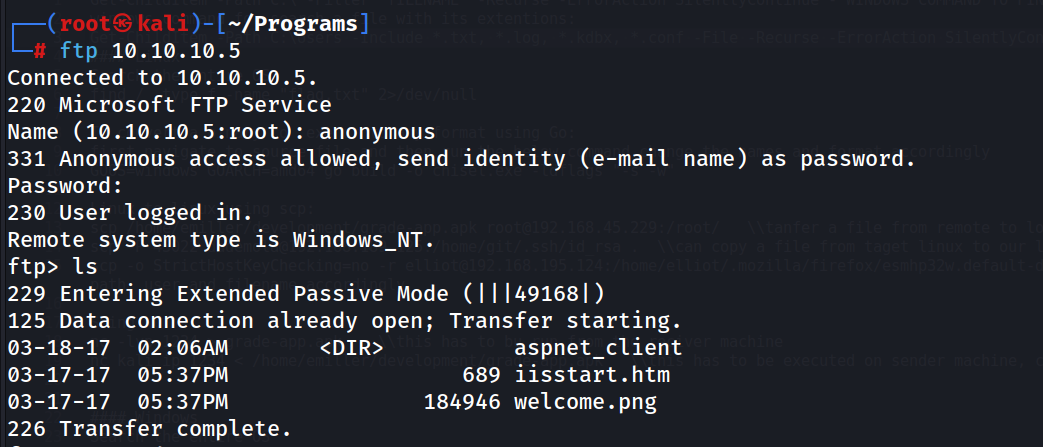 ┌──(root㉿kali)-[~/Programs]
└─# ftp 10.10.10.5
Connected to 10.10.10.5.
220 Microsoft FTP Service
Name (10.10.10.5:root): anonymous
331 Anonymous access allowed, send identity (e-mail name) as password.
Password:
230 User logged in.
Remote system type is Windows_NT.
ftp> ls
229 Entering Extended Passive Mode (|||49168|)
125 Data connection already open; Transfer starting.
03-18-17  02:06AM       <DIR>          aspnet_client
03-17-17  05:37PM                  689 iisstart.htm
03-17-17  05:37PM               184946 welcome.png
226 Transfer complete.